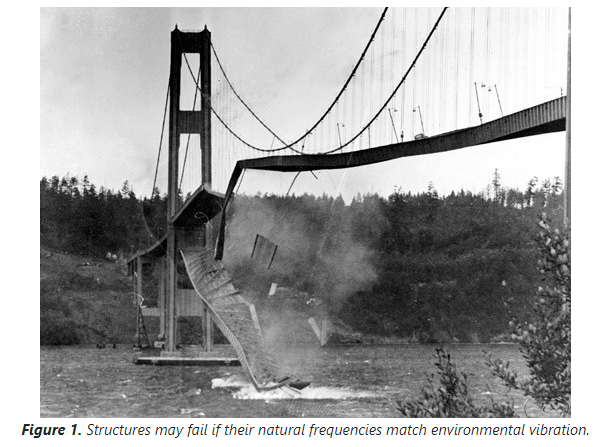 Figure 1. Structures may fail if their natural frequencies match environmental vibration.